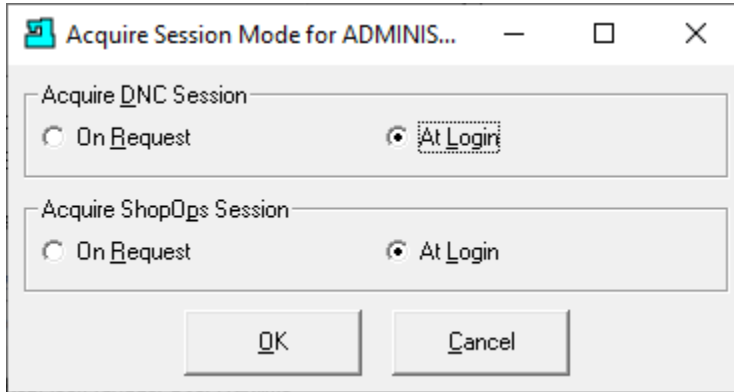 Acquire Session Mode for ADMINIS...
Acquire DNC Session
On Request At Login
Acquire ShopOps Session
On Request At Login
OK Cancel